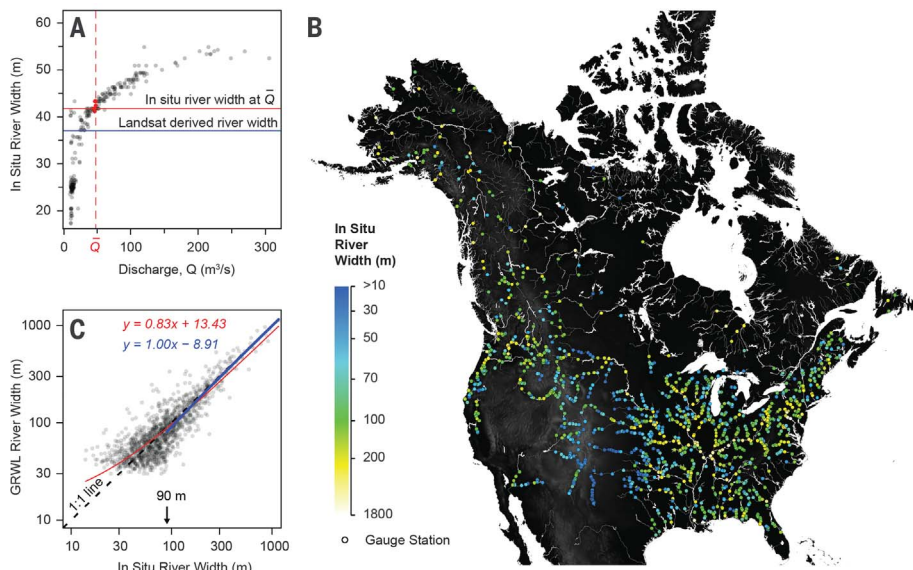 A
In Situ River Width (m)
60
50
40
30
20
In situ river width at Q̄
Landsat derived river width
0
50
100
150
200
250
300
Q̄
Discharge, Q (m³/s)
B
In Situ
River
Width (m)
>10
30
50
70
100
200
1800
Gauge Station
C
GRWL River Width (m)
1000
300
100
30
10
y = 0.83x + 13.43
y = 1.00x − 8.91
1:1 line
90 m
10
30
100
300
1000
In Situ River Width (m)